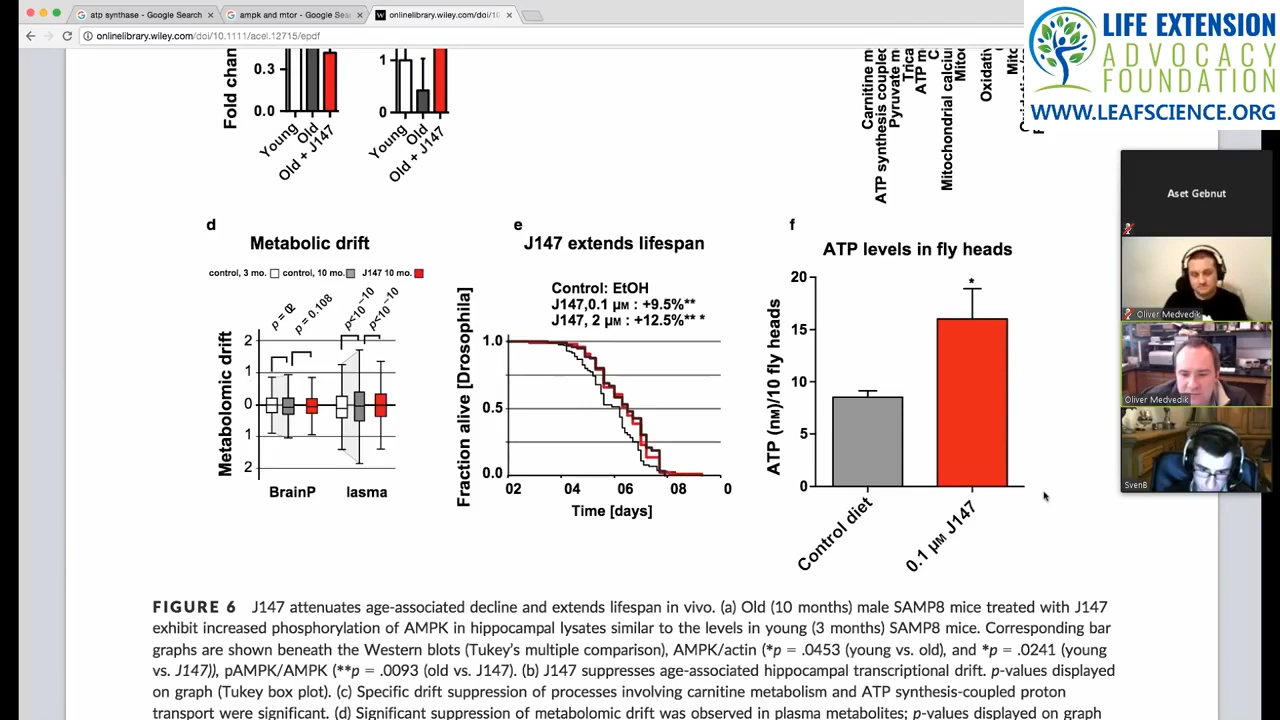 atp synthase - Google Search
ampk and mtor - Google Sea
onlinelibrary.wiley.com/doi/10
onlinelibrary.wiley.com/doi/10.1111/acel.12715/epdf
LIFE EXTENSION
ADVOCACY
FOUNDATION
WWW.LEAFSCIENCE.ORG
Fold chan
0.3
0.0
Young
Old
Old + J147
1
0
Young
Old
Old + J147
Carnitine m
ATP synthesis coupled
Pyruvate m
Trica
ATP m
C
Mitochondrial calciu
Mito
Oxidativ
Mit
Aset Gebnut
Oliver Medvedik
Oliver Medvedik
SvenB
d
Metabolic drift
control, 3 mo. control, 10 mo. J147 10 mo.
p = 02
p = 0.108
p<10−10
p<10−10
Metabolomic drift
2
1
0
1
2
BrainP lasma
e
J147 extends lifespan
Control: EtOH
J147,0.1 μM : +9.5%**
J147, 2 μM : +12.5%** *
Fraction alive [Drosophila]
1.0
0.5
0.0
02 04 06 08 0
Time [days]
f
ATP levels in fly heads
ATP (nM)/10 fly heads
20
15
10
5
0
*
Control diet
0.1 μM J147
FIGURE 6 J147 attenuates age-associated decline and extends lifespan in vivo. (a) Old (10 months) male SAMP8 mice treated with J147
exhibit increased phosphorylation of AMPK in hippocampal lysates similar to the levels in young (3 months) SAMP8 mice. Corresponding bar
graphs are shown beneath the Western blots (Tukey's multiple comparison), AMPK/actin (*p = .0453 (young vs. old), and *p = .0241 (young
vs. J147)), pAMPK/AMPK (**p = .0093 (old vs. J147). (b) J147 suppresses age-associated hippocampal transcriptional drift. p-values displayed
on graph (Tukey box plot). (c) Specific drift suppression of processes involving carnitine metabolism and ATP synthesis-coupled proton
transport were significant. (d) Significant suppression of metabolomic drift was observed in plasma metabolites; p-values displayed on graph